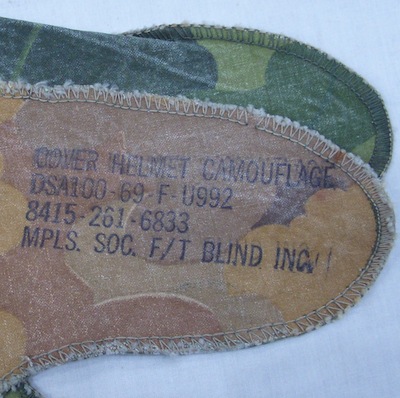 COVER HELMET CAMOUFLAGE
DSA100-69-F-U992
8415-261-6833
MPLS. SOC. F/T BLIND INC.